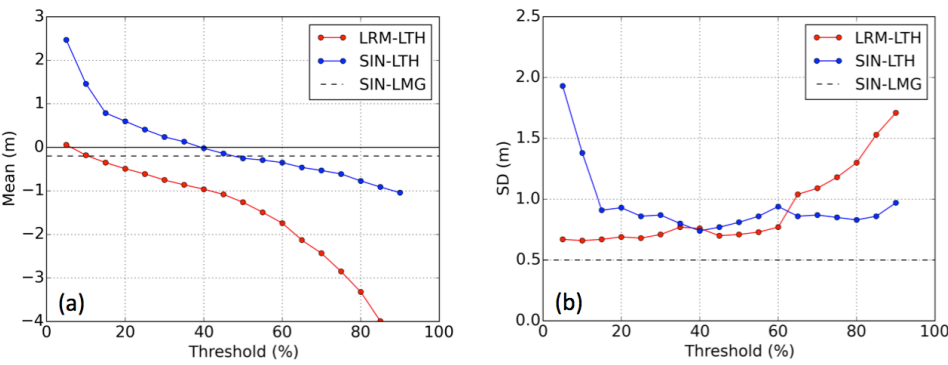 3
2
1
0
−1
−2
−3
−4
Mean (m)
LRM-LTH
SIN-LTH
SIN-LMG
(a)
0 20 40 60 80 100
Threshold (%)
2.5
2.0
1.5
1.0
0.5
0.0
SD (m)
LRM-LTH
SIN-LTH
SIN-LMG
(b)
0 20 40 60 80 100
Threshold (%)